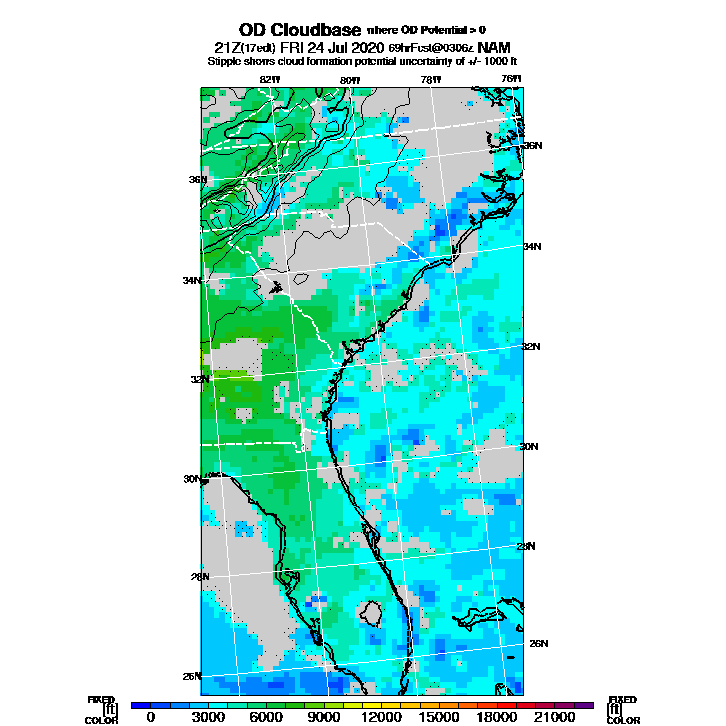 OD Cloudbase where OD Potential > 0
21Z(17edt) FRI 24 Jul 2020 69hrFcst@0306z NAM
Stipple shows cloud formation potential uncertainty of +/- 1000 ft
82W 80W 78W 76W
36N
36N
34N
34N
32N
32N
30N
30N
28N
28N
26N
26N
FIXED FIXED
[ft] [ft]
COLOR 0 3000 6000 9000 12000 15000 18000 21000 COLOR